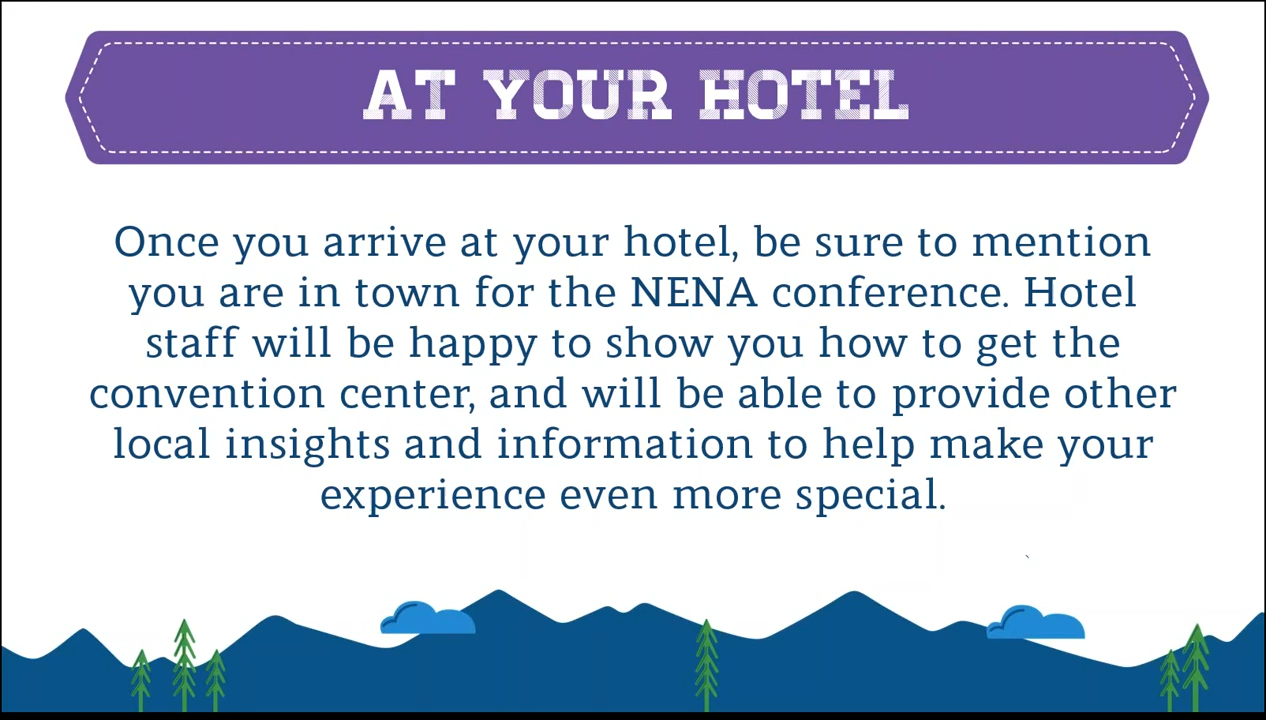 AT YOUR HOTEL
Once you arrive at your hotel, be sure to mention
you are in town for the NENA conference. Hotel
staff will be happy to show you how to get the
convention center, and will be able to provide other
local insights and information to help make your
experience even more special.